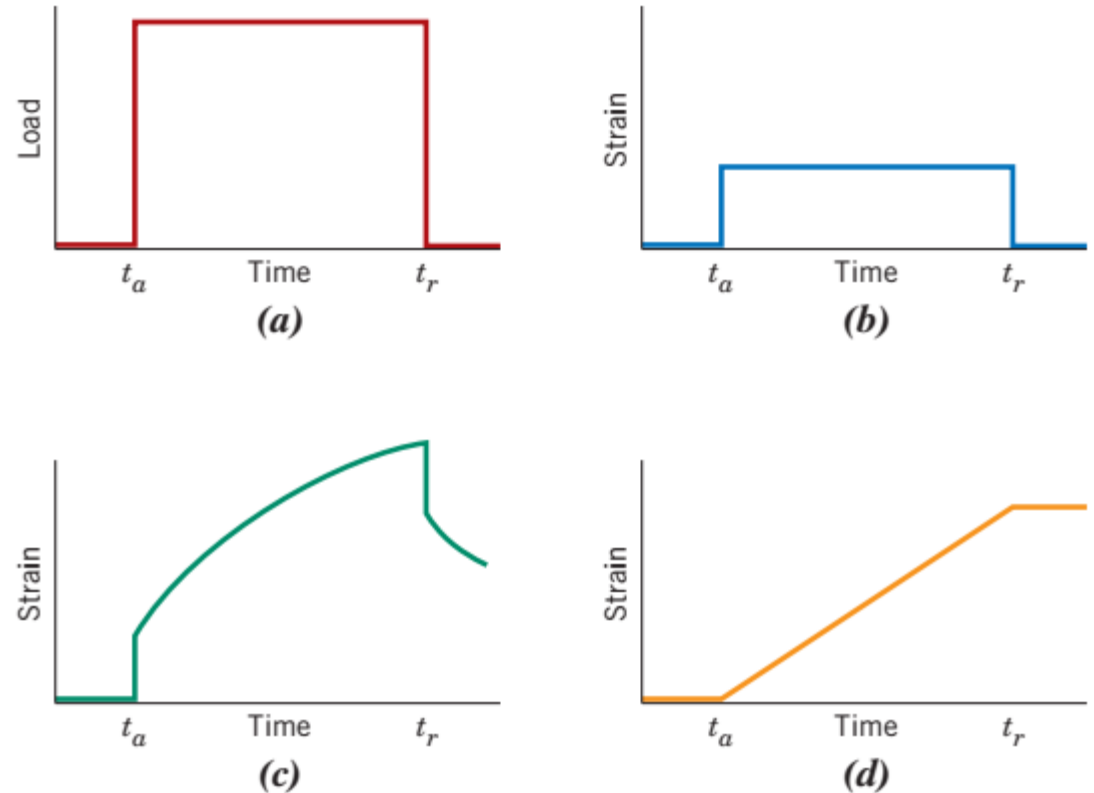 Load
t_a Time t_r
(a)
Strain
t_a Time t_r
(b)
Strain
t_a Time t_r
(c)
Strain
t_a Time t_r
(d)